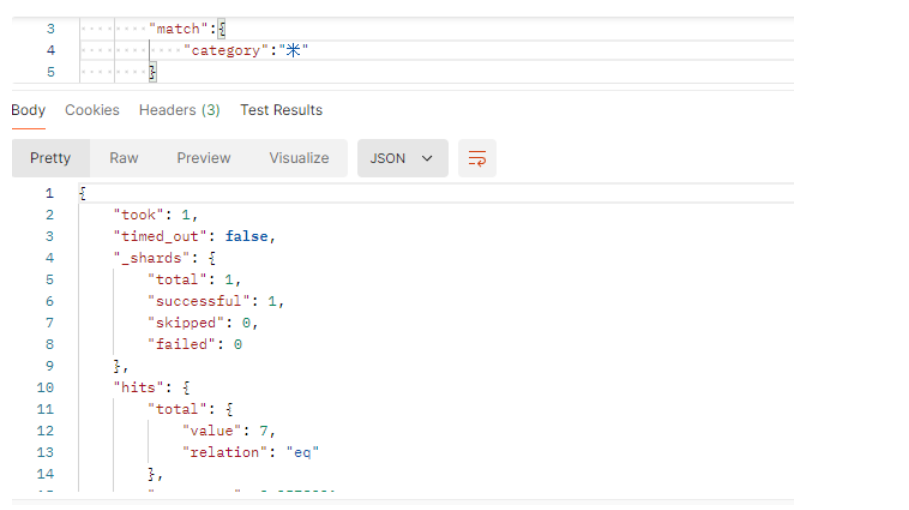 3 "match":{
4 "category":"米"
5 }
Body Cookies Headers (3) Test Results
Pretty Raw Preview Visualize JSON
1 {
2 "took": 1,
3 "timed_out": false,
4 "_shards": {
5 "total": 1,
6 "successful": 1,
7 "skipped": 0,
8 "failed": 0
9 },
10 "hits": {
11 "total": {
12 "value": 7,
13 "relation": "eq"
14 },